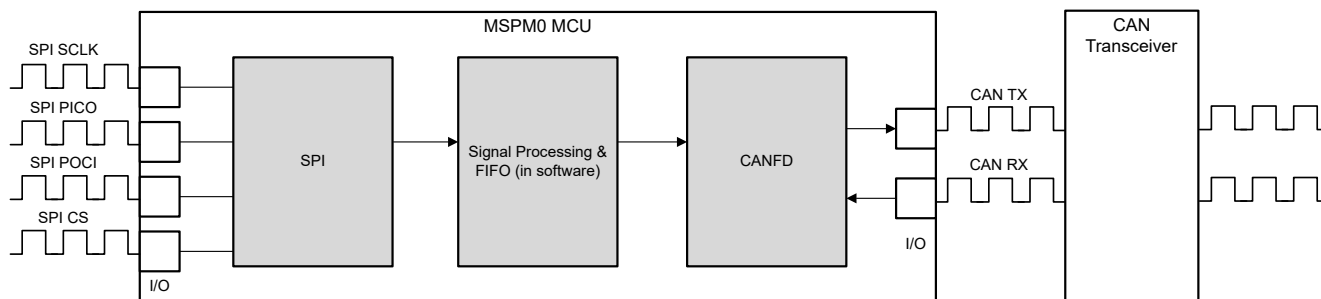 MSPM0 MCU
CAN
Transceiver
SPI SCLK
SPI PICO
SPI POCI
SPI CS
I/O
SPI
Signal Processing &
FIFO (in software)
CANFD
CAN TX
CAN RX
I/O